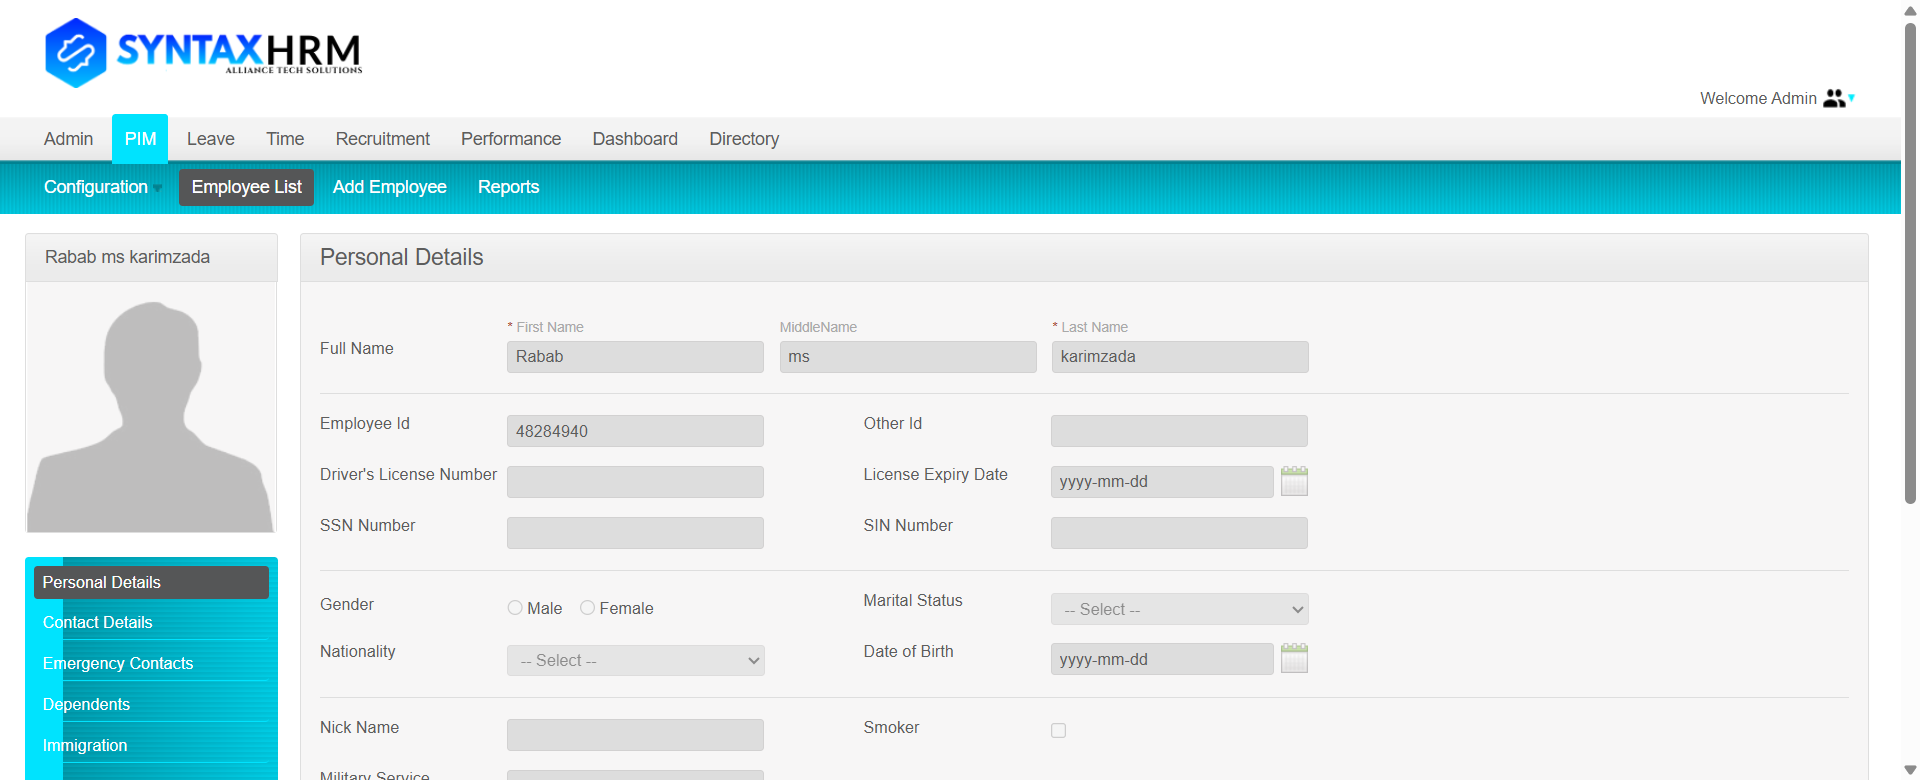 SYNTAXHRM
ALLIANCE TECH SOLUTIONS
Welcome Admin
Admin PIM Leave Time Recruitment Performance Dashboard Directory
Configuration Employee List Add Employee Reports
Rabab ms karimzada
Personal Details
* First Name MiddleName * Last Name
Full Name Rabab ms karimzada
Employee Id 48284940 Other Id
Driver's License Number License Expiry Date yyyy-mm-dd
SSN Number SIN Number
Gender Male Female Marital Status -- Select --
Nationality -- Select -- Date of Birth yyyy-mm-dd
Nick Name Smoker
Military Service
Personal Details
Contact Details
Emergency Contacts
Dependents
Immigration